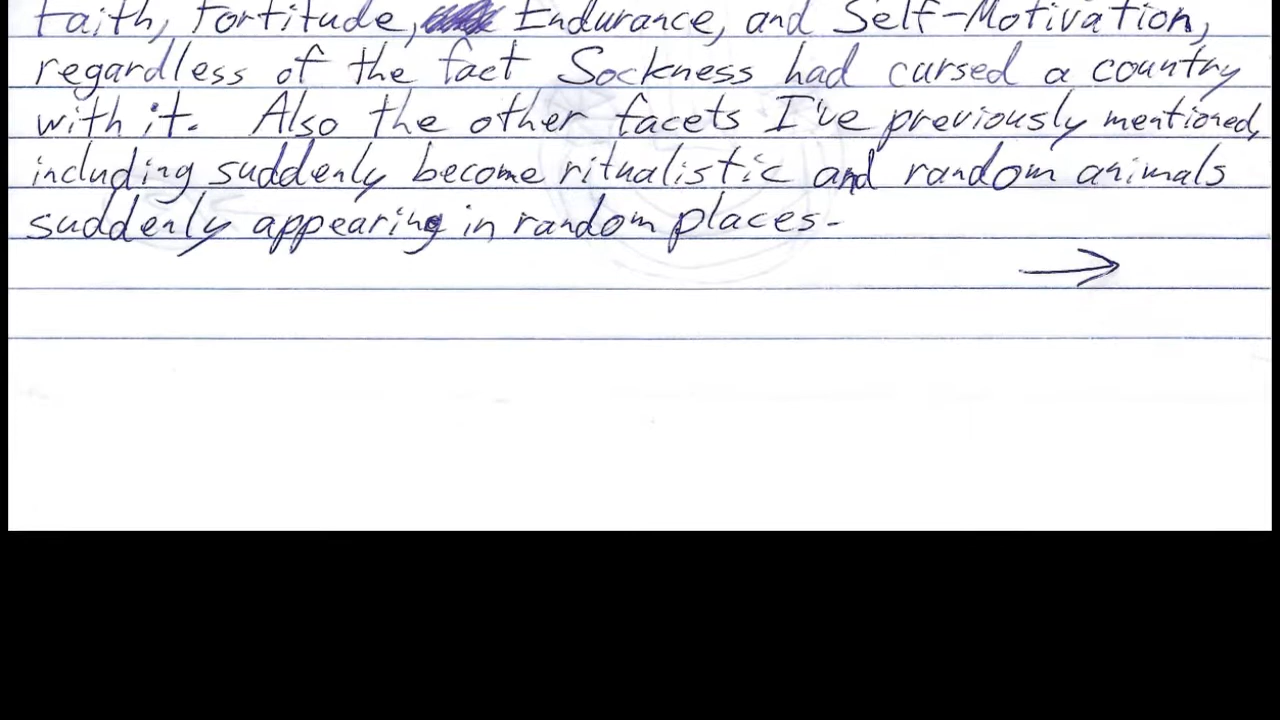 Faith, Fortitude, Endurance, and Self-Motivation,
regardless of the fact Sockness had cursed a country
with it. Also the other facets I've previously mentioned,
including suddenly become ritualistic and random animals
suddenly appearing in random places-